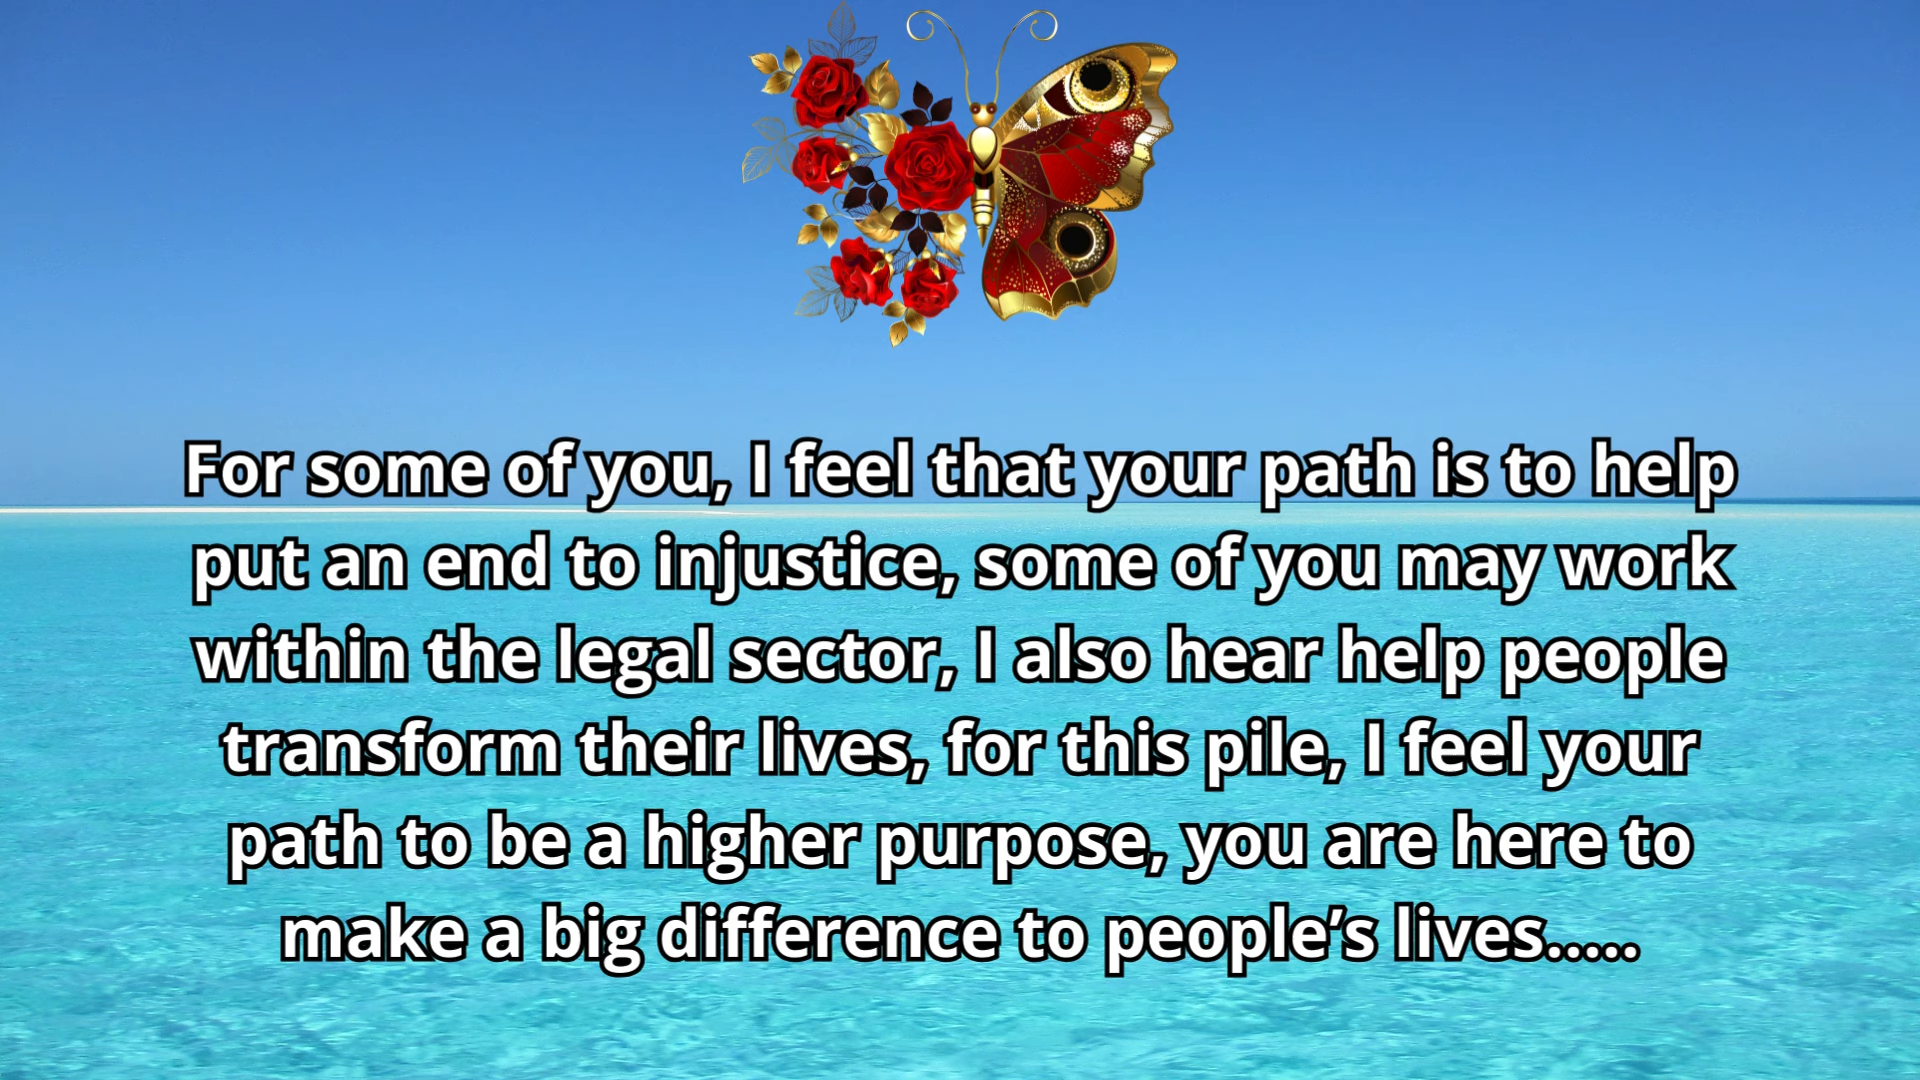 For some of you, I feel that your path is to help
put an end to injustice, some of you may work
within the legal sector, I also hear help people
transform their lives, for this pile, I feel your
path to be a higher purpose, you are here to
make a big difference to people’s lives.....